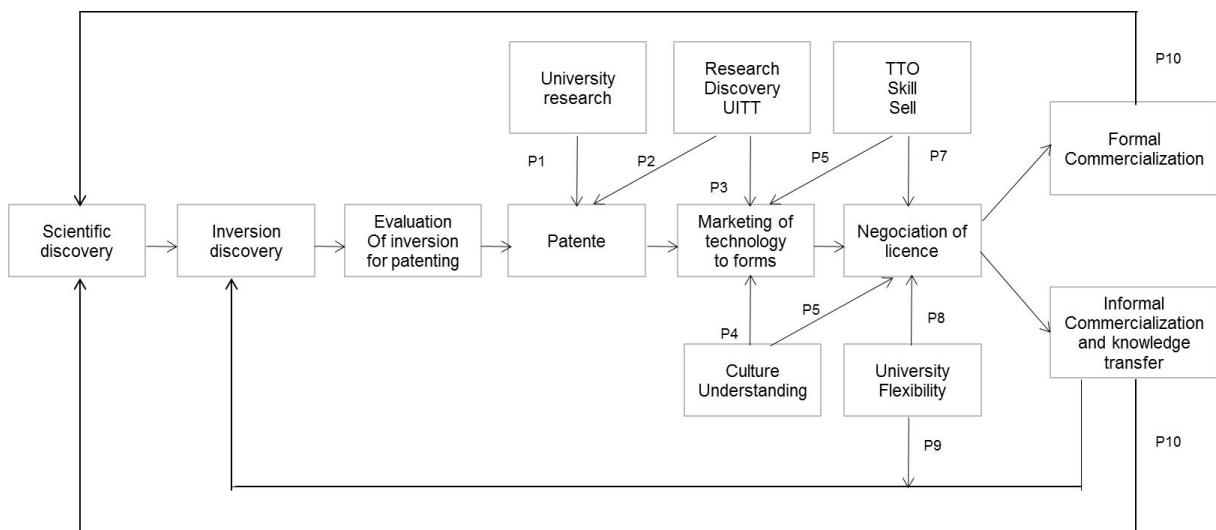 P10
University
research
Research
Discovery
UITT
TTO
Skill
Sell
Formal
Commercialization
P1
P2
P3
P5
P7
Scientific
discovery
Inversion
discovery
Evaluation
Of inversion
for patenting
Patente
Marketing of
technology
to forms
Negociation of
licence
Informal
Commercialization
and knowledge
transfer
P4
P5
P8
Culture
Understanding
University
Flexibility
P9
P10